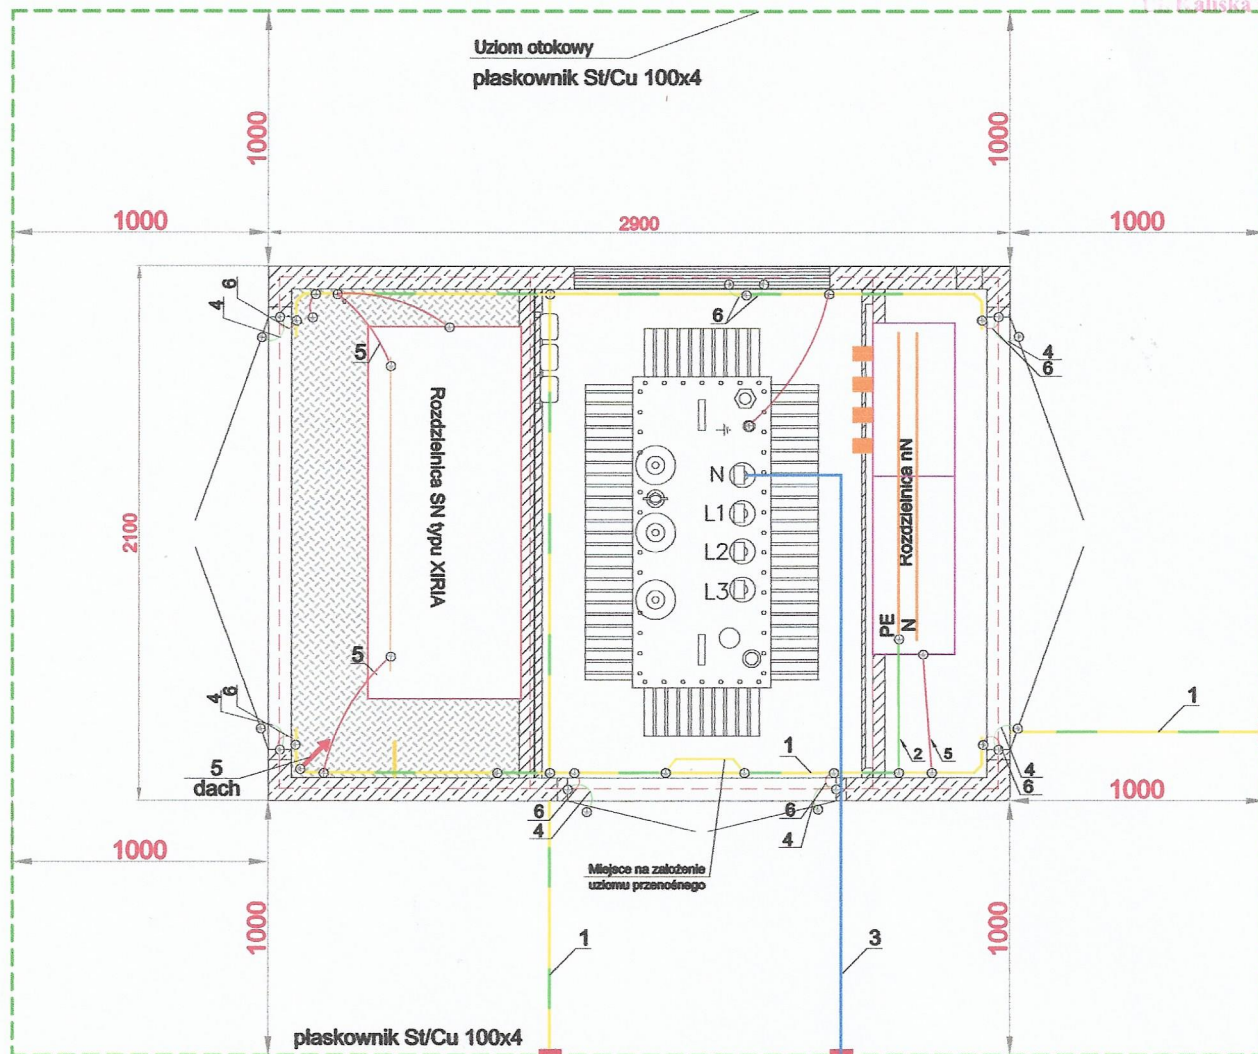 Kaliska
Uziom otokowy
płaskownik St/Cu 100x4
1000
1000
1000
2900
1000
6
4
6
4
6
5
2100
Rozdzielnica SN typu XIRIA
N
L1
L2
L3
Rozdzielnica nN
PE
N
5
4
6
1
1
2
5
5
dach
4
6
6
4
6
4
1000
1000
Miejsce na założenie
uziomu przenośnego
1000
1000
1
3
płaskownik St/Cu 100x4